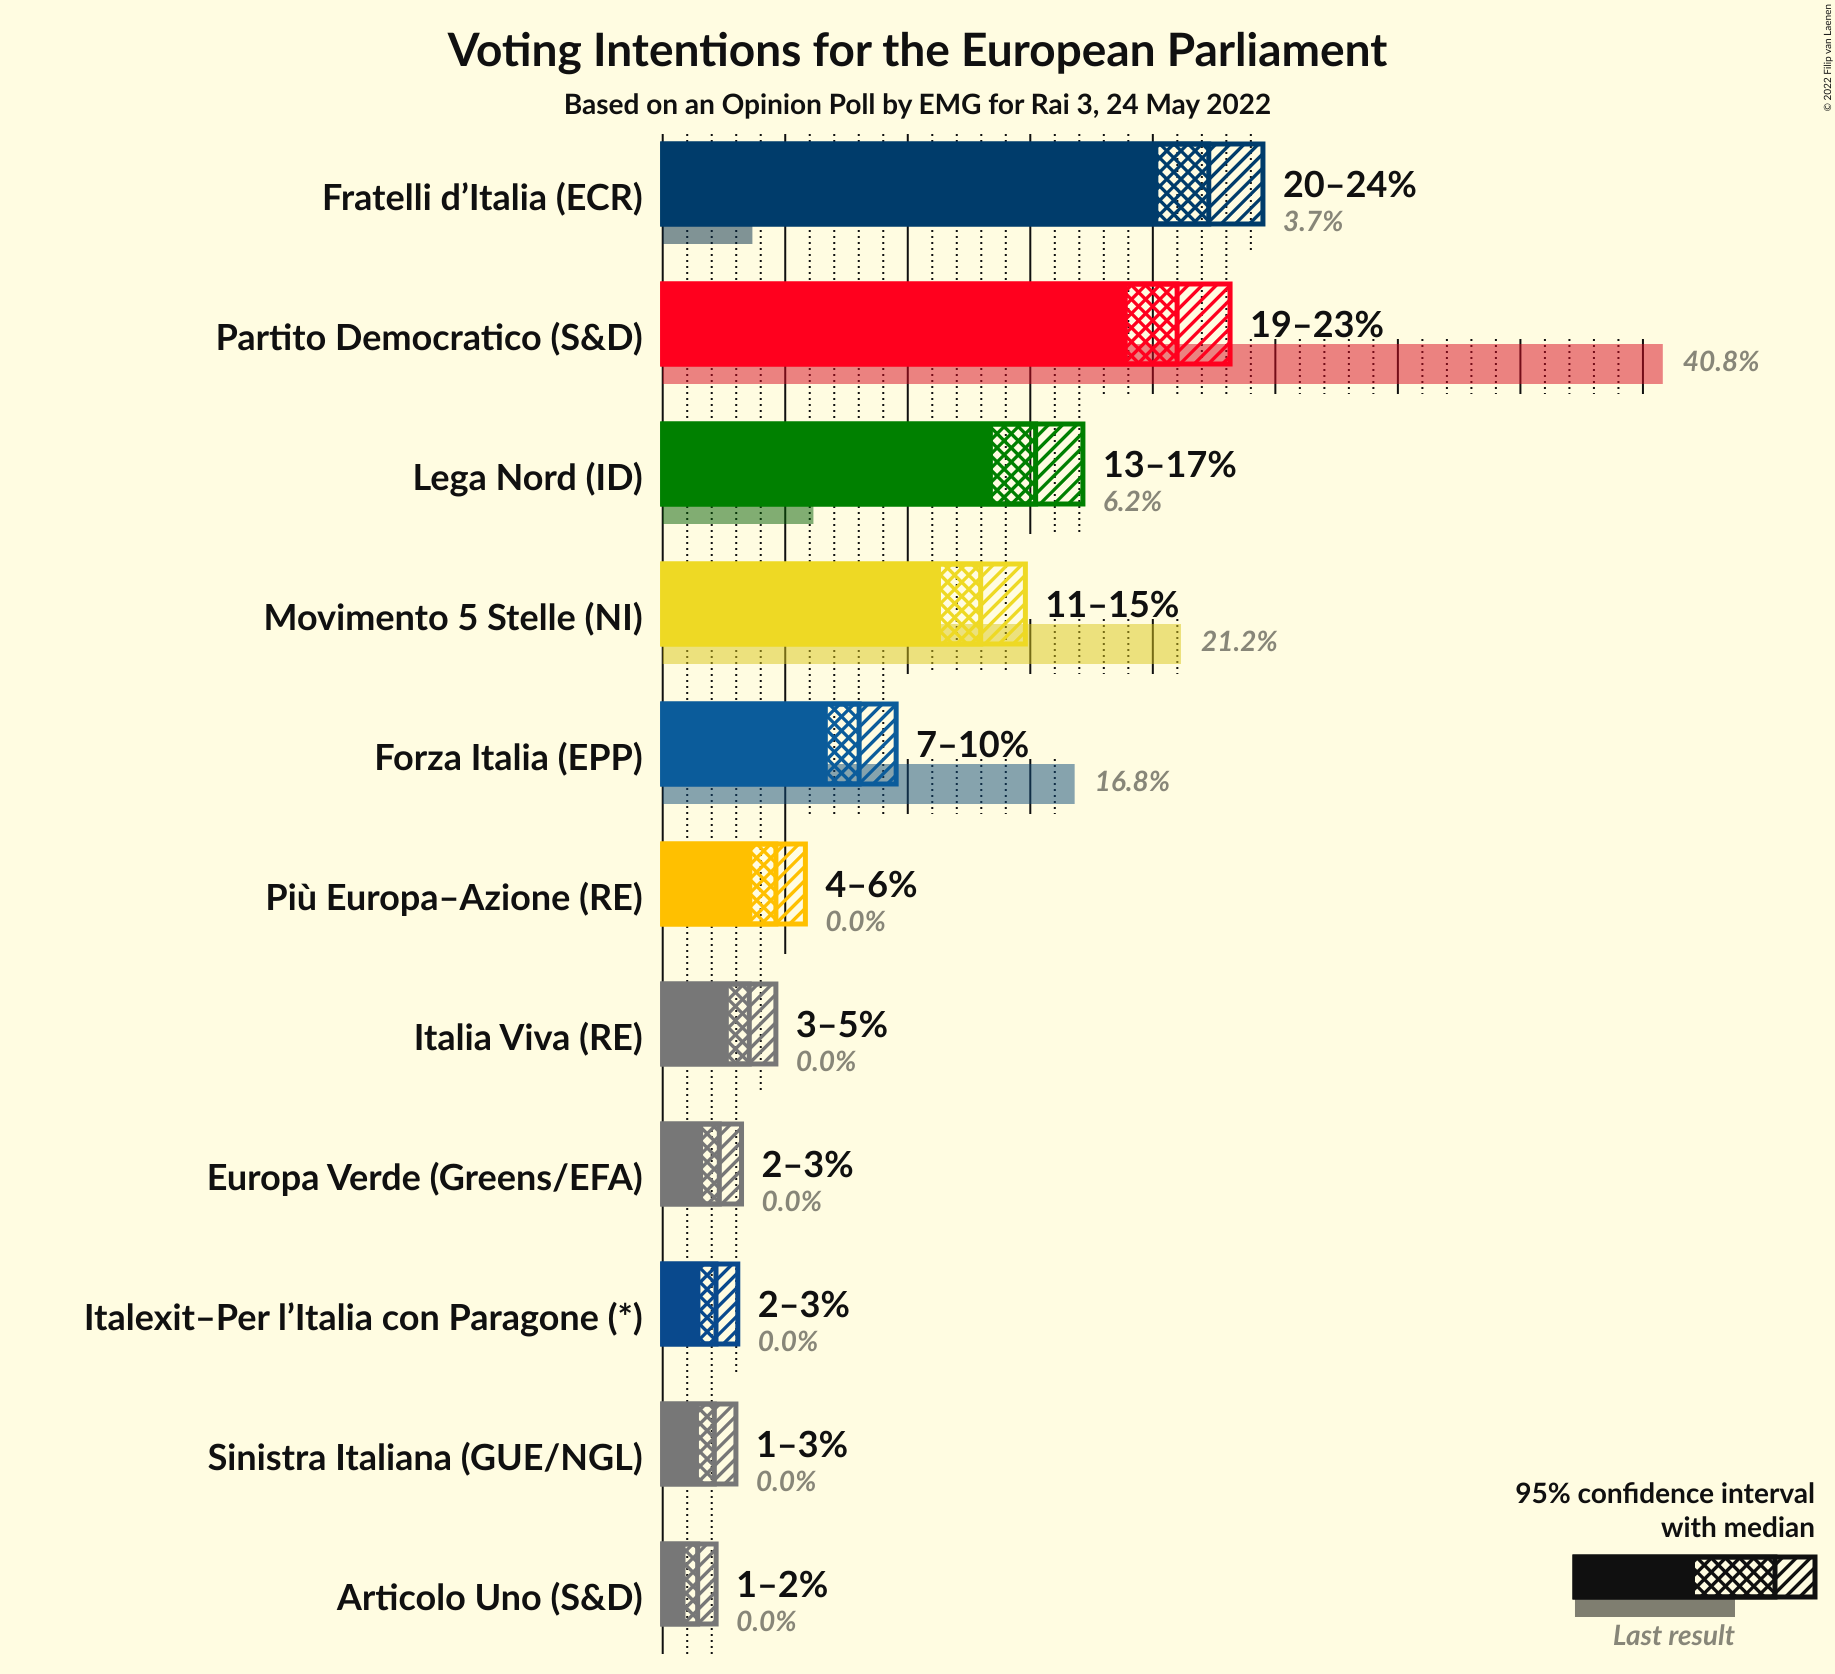 Voting Intentions for the European Parliament
Based on an Opinion Poll by EMG for Rai 3, 24 May 2022
© 2022 Filip van Laenen
Fratelli d’Italia (ECR)
20–24%
3.7%
Partito Democratico (S&D)
19–23%
40.8%
Lega Nord (ID)
13–17%
6.2%
Movimento 5 Stelle (NI)
11–15%
21.2%
Forza Italia (EPP)
7–10%
16.8%
Più Europa–Azione (RE)
4–6%
0.0%
Italia Viva (RE)
3–5%
0.0%
Europa Verde (Greens/EFA)
2–3%
0.0%
Italexit–Per l’Italia con Paragone (*)
2–3%
0.0%
Sinistra Italiana (GUE/NGL)
1–3%
0.0%
Articolo Uno (S&D)
1–2%
0.0%
95% confidence interval
with median
Last result